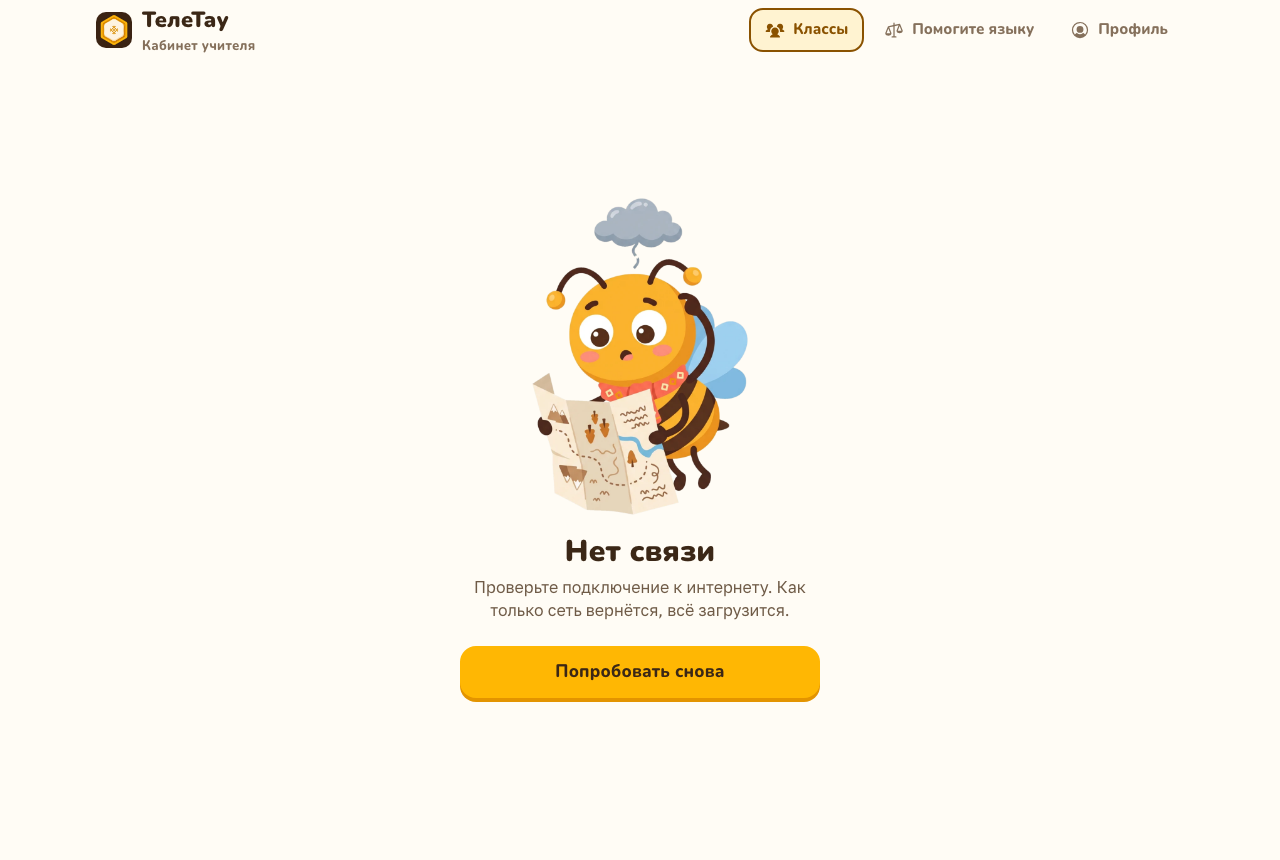 ТелеТау
Кабинет учителя
Классы
Помогите языку
Профиль
Нет связи
Проверьте подключение к интернету. Как
только сеть вернётся, всё загрузится.
Попробовать снова